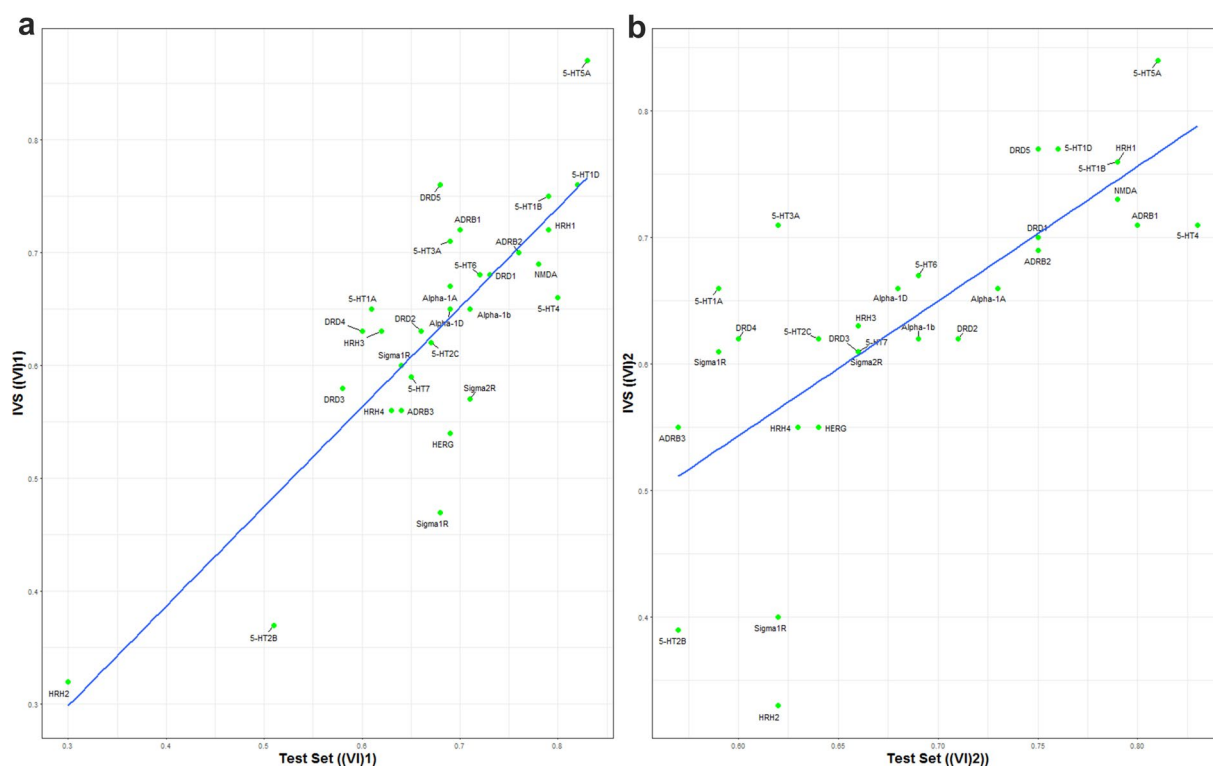 a
b
5-HT5A
0.8
5-HT1D
DRD5
5-HT1B
ADRB1
HRH1
5-HT3A
ADRB2
0.7
5-HT6
DRD1
NMDA
5-HT1A
Alpha-1A
5-HT4
DRD4
DRD2
Alpha-1D
Alpha-1b
HRH3
Sigma1R
5-HT2C
0.6
DRD3
5-HT7
Sigma2R
HRH4
ADRB3
HERG
0.5
Sigma1R
0.4
5-HT2B
HRH2
0.3
IVS ((VI)1)
0.3
0.4
0.5
0.6
0.7
0.8
Test Set ((VI)1)
5-HT5A
0.8
DRD5
5-HT1D
HRH1
5-HT1B
NMDA
5-HT3A
DRD1
ADRB1
5-HT4
0.7
ADRB2
5-HT6
5-HT1A
Alpha-1D
Alpha-1A
HRH3
DRD4
5-HT2C
DRD3
5-HT7
Alpha-1b
DRD2
Sigma1R
Sigma2R
0.6
ADRB3
HRH4
HERG
0.5
0.4
5-HT2B
Sigma1R
HRH2
IVS ((VI)2
0.60
0.65
0.70
0.75
0.80
Test Set ((VI)2))